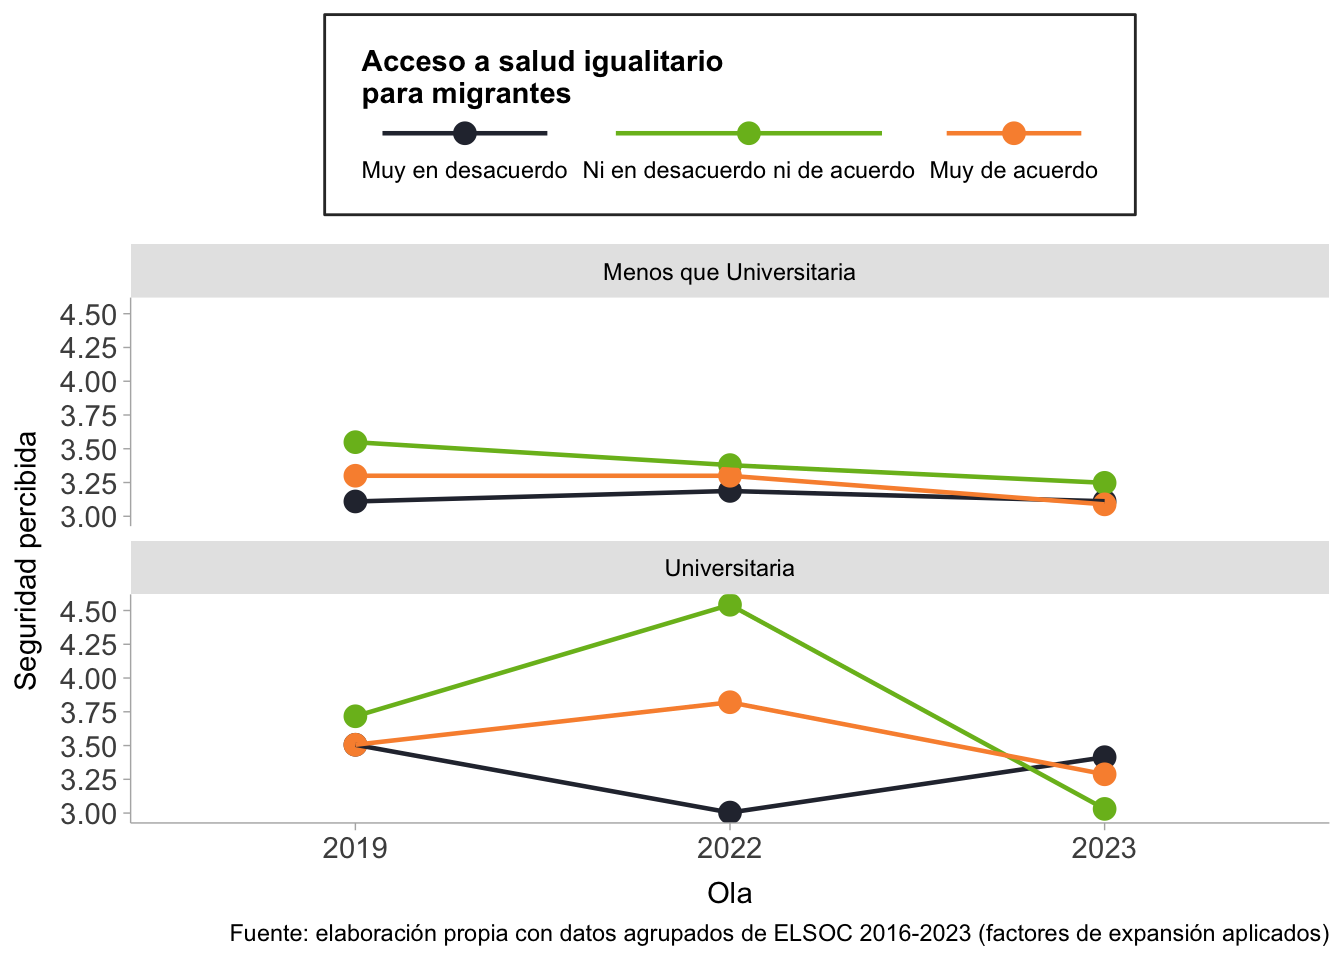 Acceso a salud igualitario
para migrantes
Muy en desacuerdo Ni en desacuerdo ni de acuerdo Muy de acuerdo
Menos que Universitaria
4.50
4.25
4.00
3.75
3.50
3.25
3.00
Seguridad percibida
Universitaria
4.50
4.25
4.00
3.75
3.50
3.25
3.00
2019 2022 2023
Ola
Fuente: elaboración propia con datos agrupados de ELSOC 2016-2023 (factores de expansión aplicados)